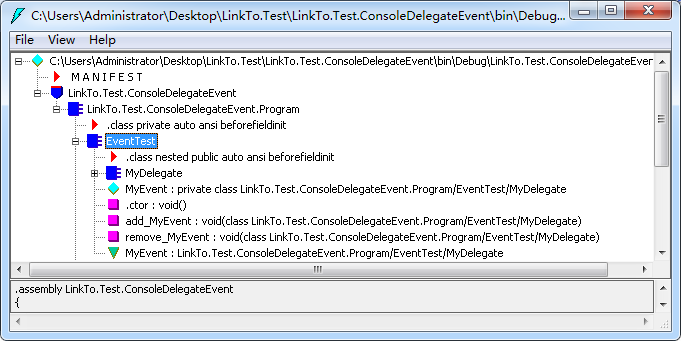 C:\Users\Administrator\Desktop\LinkTo.Test\LinkTo.Test.ConsoleDelegateEvent\bin\Debug...
File View Help
C:\Users\Administrator\Desktop\LinkTo.Test\LinkTo.Test.ConsoleDelegateEvent\bin\Debug\LinkTo.Test.ConsoleDelegateEven
M A N I F E S T
LinkTo.Test.ConsoleDelegateEvent
LinkTo.Test.ConsoleDelegateEvent.Program
.class private auto ansi beforefieldinit
EventTest
.class nested public auto ansi beforefieldinit
MyDelegate
MyEvent : private class LinkTo.Test.ConsoleDelegateEvent.Program/EventTest/MyDelegate
.ctor : void()
add_MyEvent : void(class LinkTo.Test.ConsoleDelegateEvent.Program/EventTest/MyDelegate)
remove_MyEvent : void(class LinkTo.Test.ConsoleDelegateEvent.Program/EventTest/MyDelegate)
MyEvent : LinkTo.Test.ConsoleDelegateEvent.Program/EventTest/MyDelegate
.assembly LinkTo.Test.ConsoleDelegateEvent
{